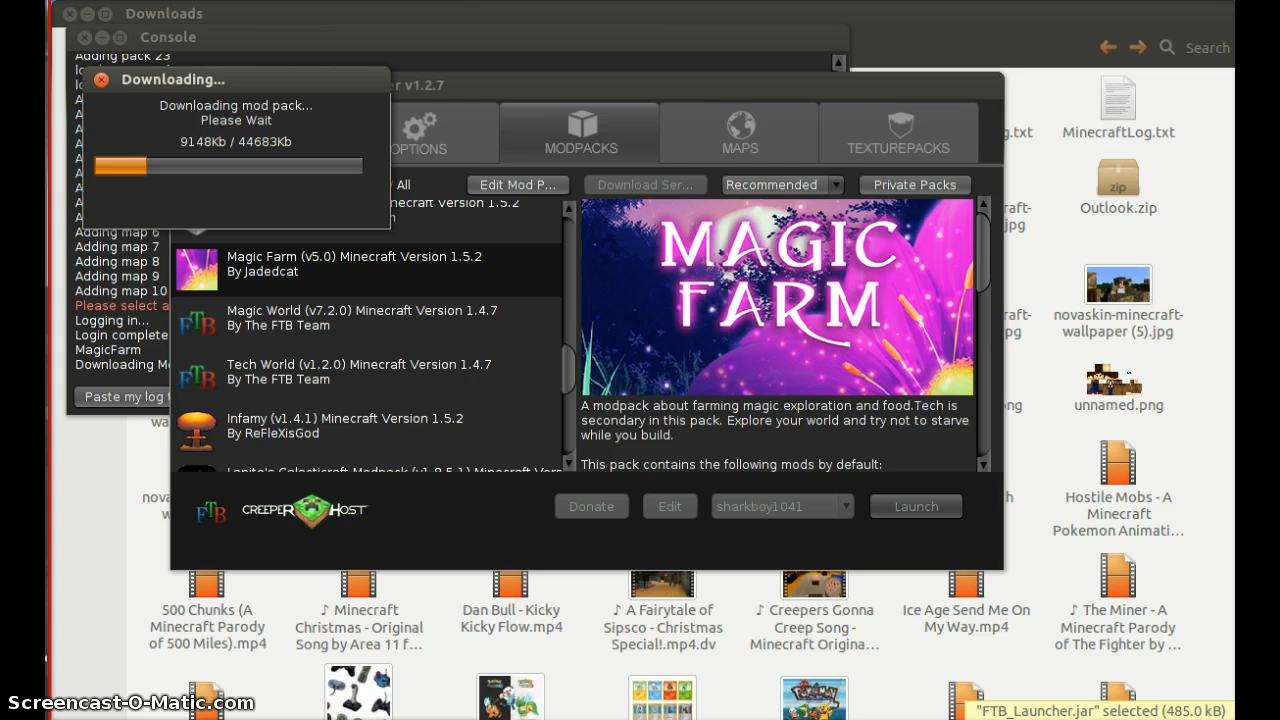 Downloads
Console
Search
Adding pack 23
Downloading...
Downloading mod pack...
Please Wait
9148Kb / 44683Kb
v1.2.7
OPTIONS
MODPACKS
MAPS
TEXTUREPACKS
All
Edit Mod P...
Download Ser...
Recommended
Private Packs
Version 1.5.2
Adding map 6
Adding map 7
Adding map 8
Adding map 9
Adding map 10
Please select a
Logging in...
Login complete
MagicFarm
Downloading Mo
Paste my log
Magic Farm (v5.0) Minecraft Version 1.5.2
By Jadedcat
Magic World (v7.2.0) Minecraft Version 1.4.7
By The FTB Team
Tech World (v1.2.0) Minecraft Version 1.4.7
By The FTB Team
Infamy (v1.4.1) Minecraft Version 1.5.2
By ReFleXisGod
MAGIC
FARM
A modpack about farming magic exploration and food.Tech is
secondary in this pack. Explore your world and try not to starve
while you build.
This pack contains the following mods by default:
FTB
CREEPER HOST
Donate
Edit
sharkboy1041
Launch
g.txt
MinecraftLog.txt
zip
Outlook.zip
raft-
jpg
novaskin-minecraft-
wallpaper (5).jpg
unnamed.png
Hostile Mobs - A
Minecraft
Pokemon Animati...
500 Chunks (A
Minecraft Parody
of 500 Miles).mp4
♪ Minecraft
Christmas - Original
Song by Area 11 f...
Dan Bull - Kicky
Kicky Flow.mp4
♪ A Fairytale of
Sipsco - Christmas
Special!.mp4.dv
♪ Creepers Gonna
Creep Song -
Minecraft Origina...
Ice Age Send Me On
My Way.mp4
♪ The Miner - A
Minecraft Parody
of The Fighter by ...
Screencast-O-Matic.com
"FTB_Launcher.jar" selected (485.0 kB)